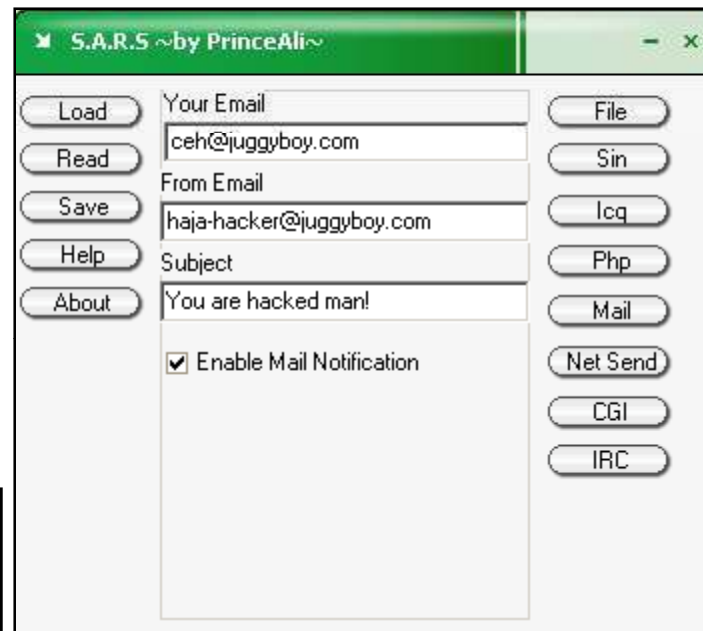 S.A.R.S ~by PrinceAli~
Load
Read
Save
Help
About
Your Email
ceh@juggyboy.com
From Email
haja-hacker@juggyboy.com
Subject
You are hacked man!
Enable Mail Notification
File
Sin
Icq
Php
Mail
Net Send
CGI
IRC